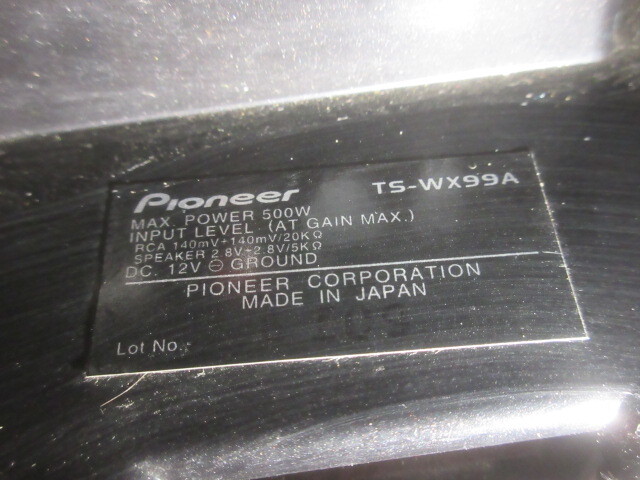 Pioneer TS-WX99A
MAX. POWER 500W
INPUT LEVEL (AT GAIN MAX.)
RCA 140mV+140mV/20KΩ
SPEAKER 2.8V+2.8V/5KΩ
DC. 12V ⊖ GROUND
PIONEER CORPORATION
MADE IN JAPAN
Lot No.: